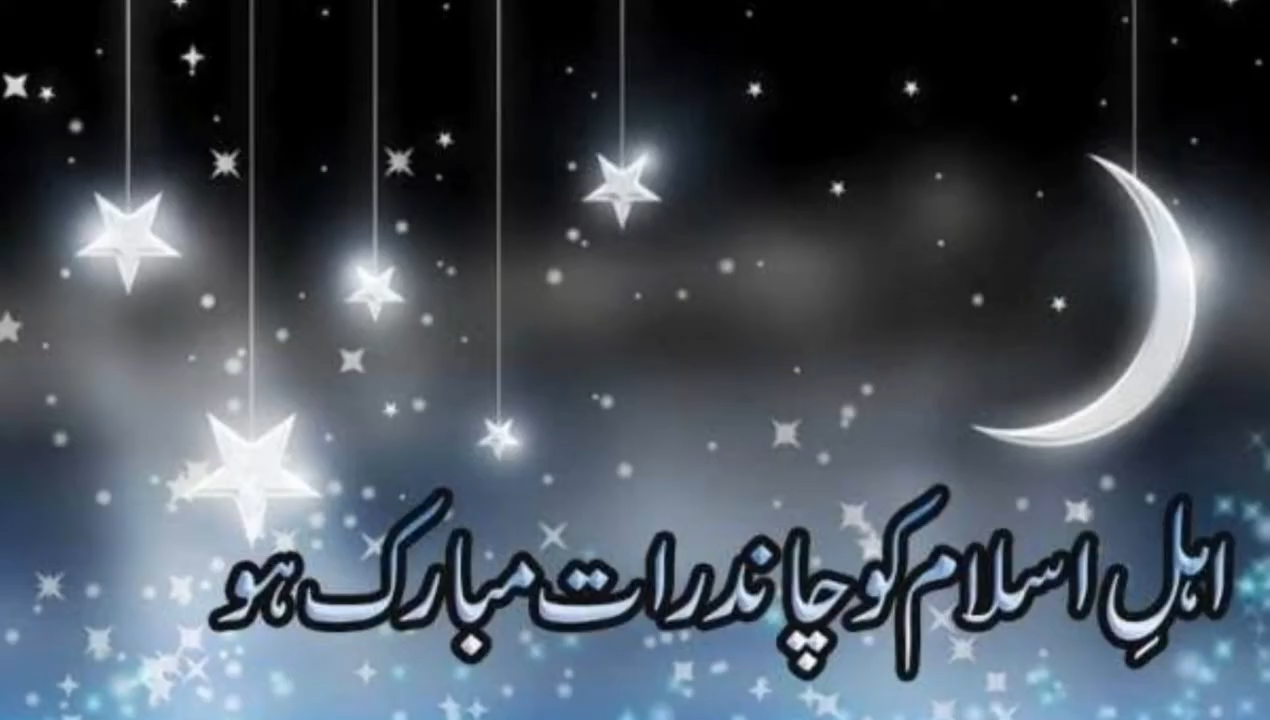 اہلِ اسلام کو چاند رات مبارک ہو